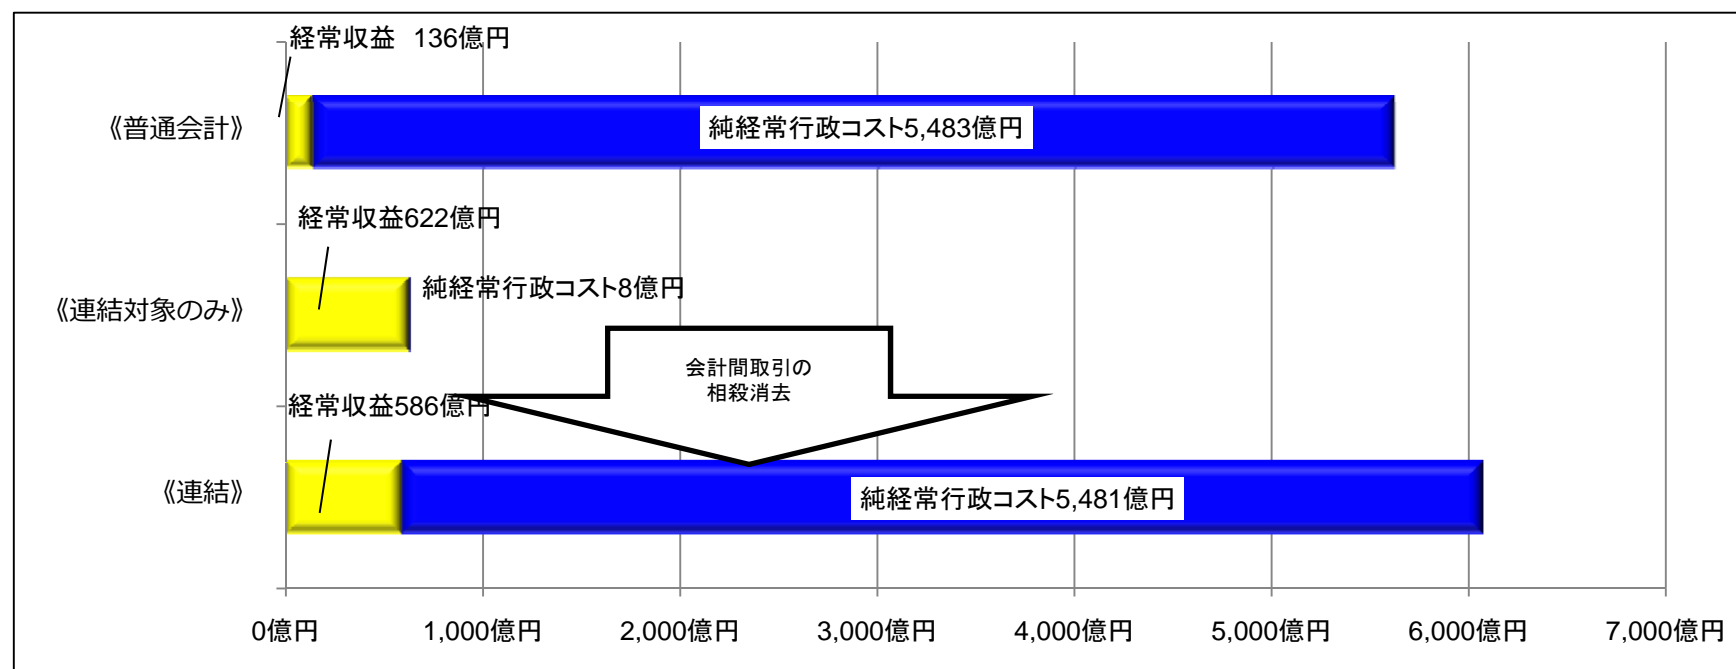 経常収益 136億円
《普通会計》
純経常行政コスト5,483億円
経常収益622億円
《連結対象のみ》
純経常行政コスト8億円
会計間取引の
相殺消去
経常収益586億円
《連結》
純経常行政コスト5,481億円
0億円 1,000億円 2,000億円 3,000億円 4,000億円 5,000億円 6,000億円 7,000億円